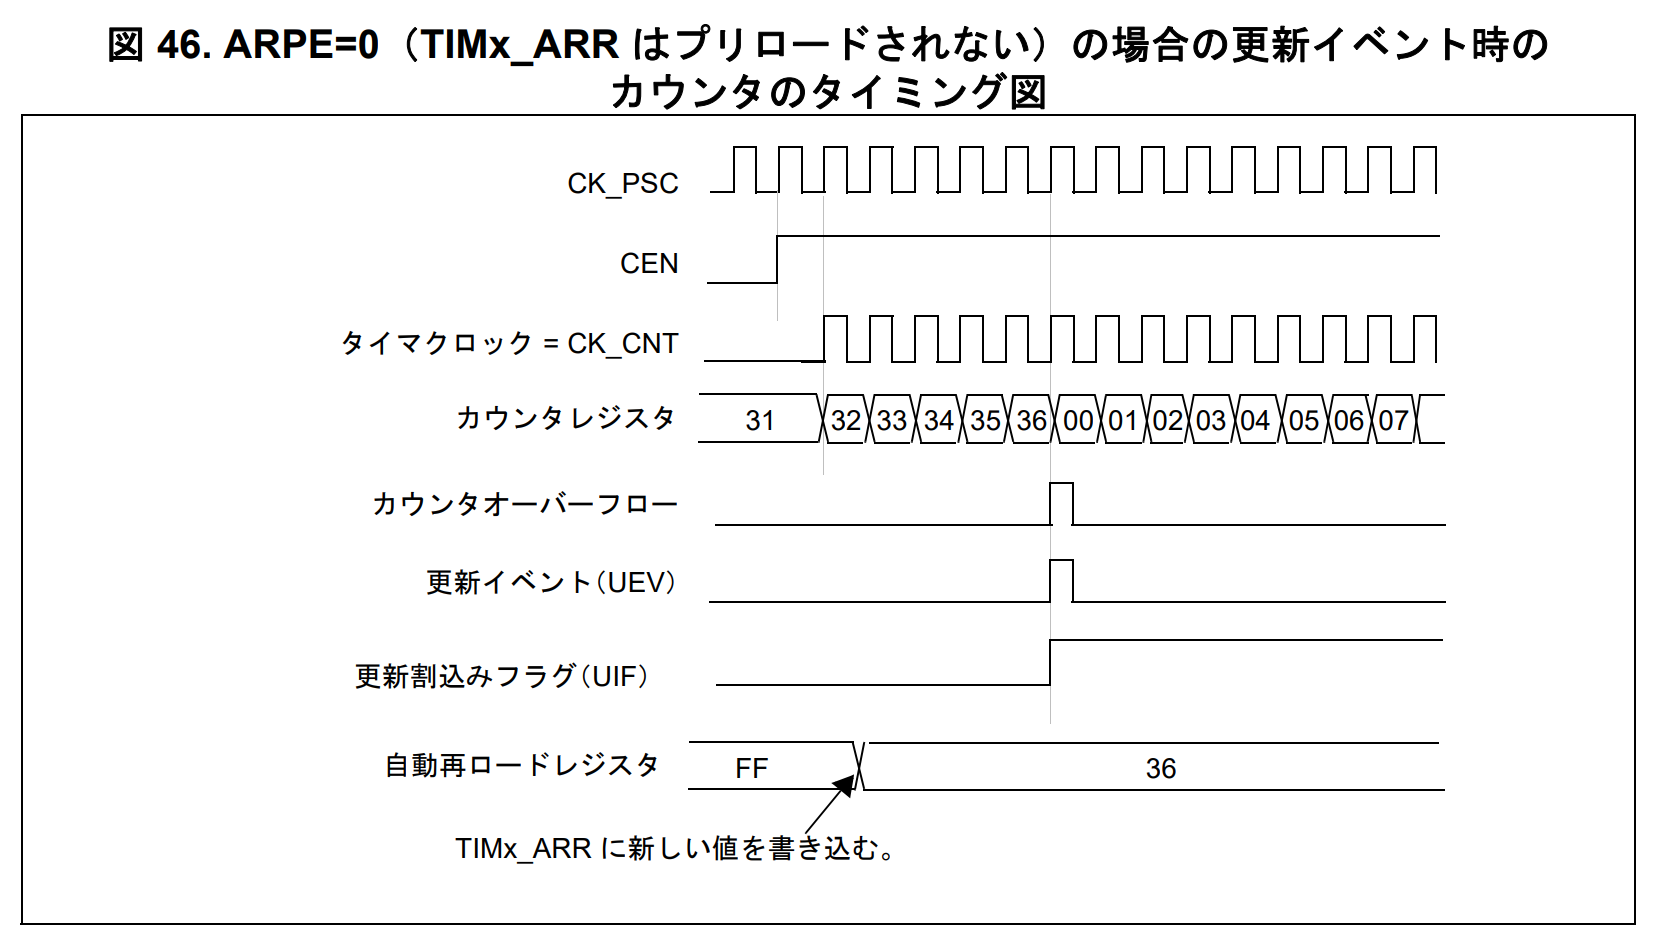 図 46. ARPE=0（TIMx_ARR はプリロードされない）の場合の更新イベント時の
カウンタのタイミング図
CK_PSC
CEN
タイマクロック = CK_CNT
カウンタレジスタ 31 32 33 34 35 36 00 01 02 03 04 05 06 07
カウンタオーバーフロー
更新イベント（UEV）
更新割込みフラグ（UIF）
自動再ロードレジスタ FF 36
TIMx_ARR に新しい値を書き込む。